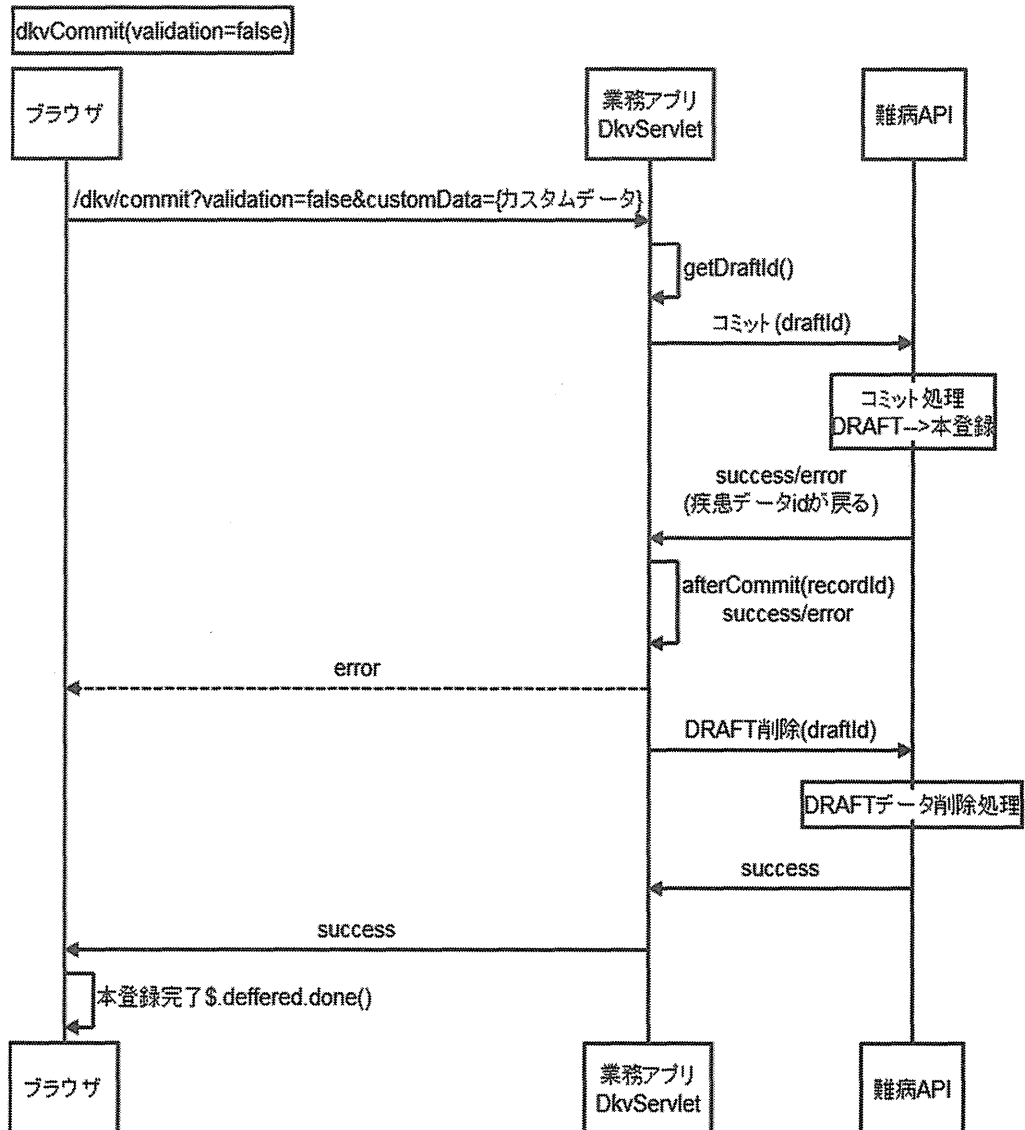 dkvCommit(validation=false)
ブラウザ
業務アプリ
DkvServlet
難病API
/dkv/commit?validation=false&customData={カスタムデータ}
getDraftId()
コミット(draftId)
コミット処理
DRAFT-->本登録
success/error
(疾患データidが戻る)
afterCommit(recordId)
success/error
error
DRAFT削除(draftId)
DRAFTデータ削除処理
success
success
本登録完了$.deffered.done()
ブラウザ
業務アプリ
DkvServlet
難病API